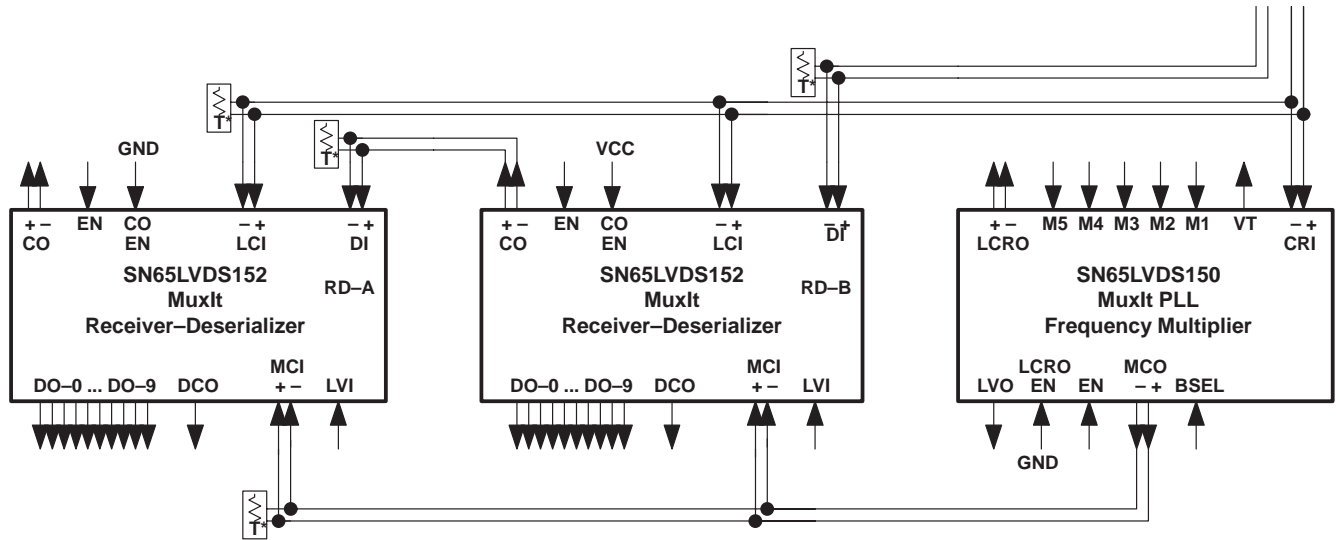 T*
T*
T*
GND
VCC
+ – EN CO – + – +
CO EN LCI DI
SN65LVDS152
MuxIt
Receiver–Deserializer
RD–A
MCI
DO–0 ... DO–9 DCO + – LVI
+ – EN CO – + – +
CO EN LCI DI
SN65LVDS152
MuxIt
Receiver–Deserializer
RD–B
MCI
DO–0 ... DO–9 DCO + – LVI
+ – M5 M4 M3 M2 M1 VT – +
LCRO CRI
SN65LVDS150
MuxIt PLL
Frequency Multiplier
LCRO MCO
LVO EN EN – + BSEL
GND
T*